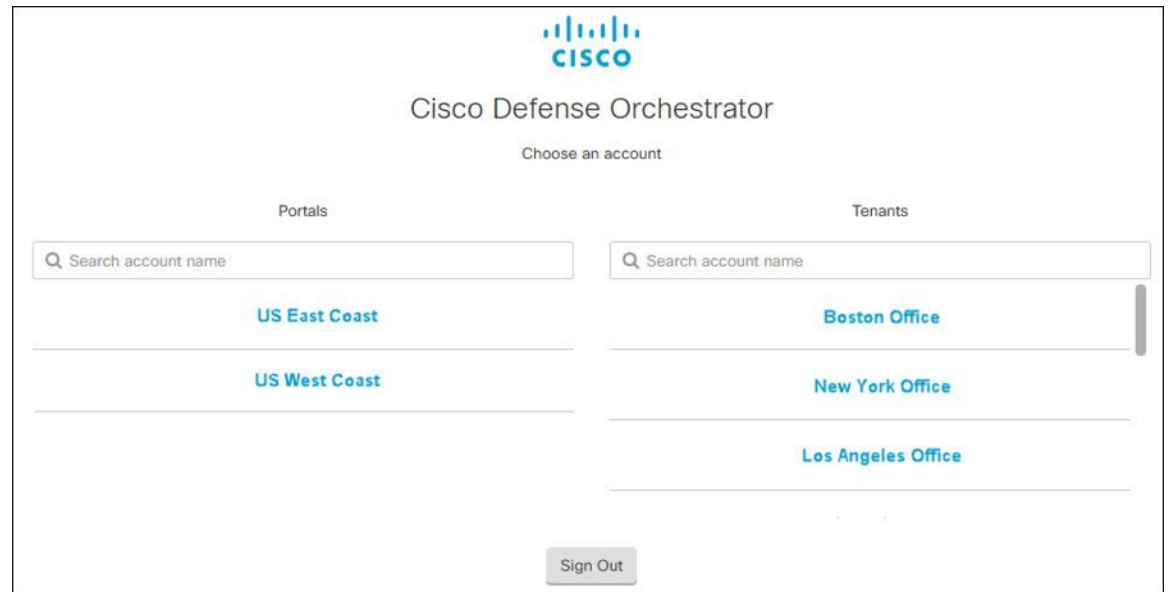 CISCO
Cisco Defense Orchestrator
Choose an account
Portals
Search account name
US East Coast
US West Coast
Tenants
Search account name
Boston Office
New York Office
Los Angeles Office
Sign Out